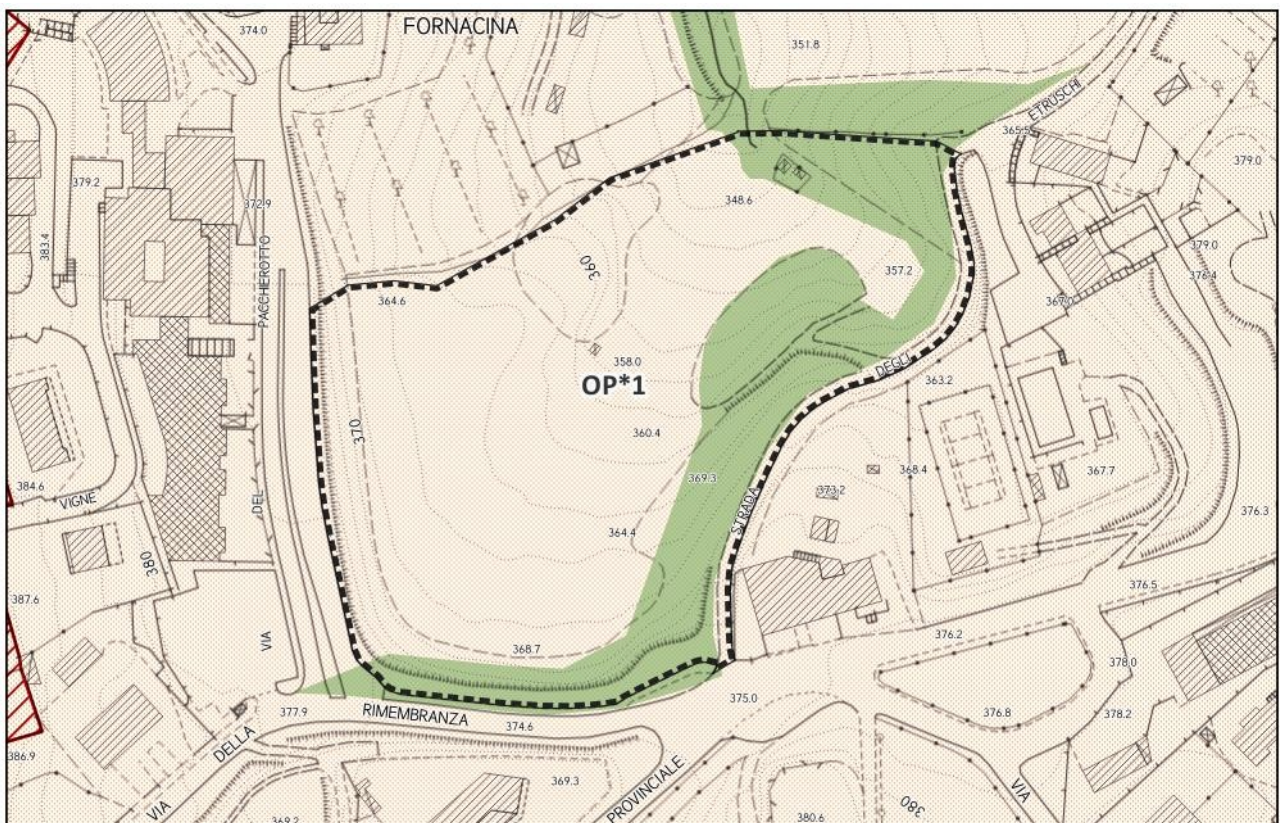 FORNACINA
374.0
351.8
ETRUSCHI
365.5
379.0
379.2
372.9
348.6
383.4
PACCHEROTTO
360
357.2
379.0
376.4
364.6
367.0
358.0
OP*1
DEGLI
363.2
370
360.4
384.6
VIGNE
DEL
369.3
368.4
367.7
373.2
STRADA
376.3
364.4
380
376.5
387.6
VIA
368.7
376.2
378.0
377.9
RIMEMBRANZA
374.6
375.0
376.8
378.2
386.9
DELLA
369.3
PROVINCIALE
VIA
VIA
380
369.2
380.6